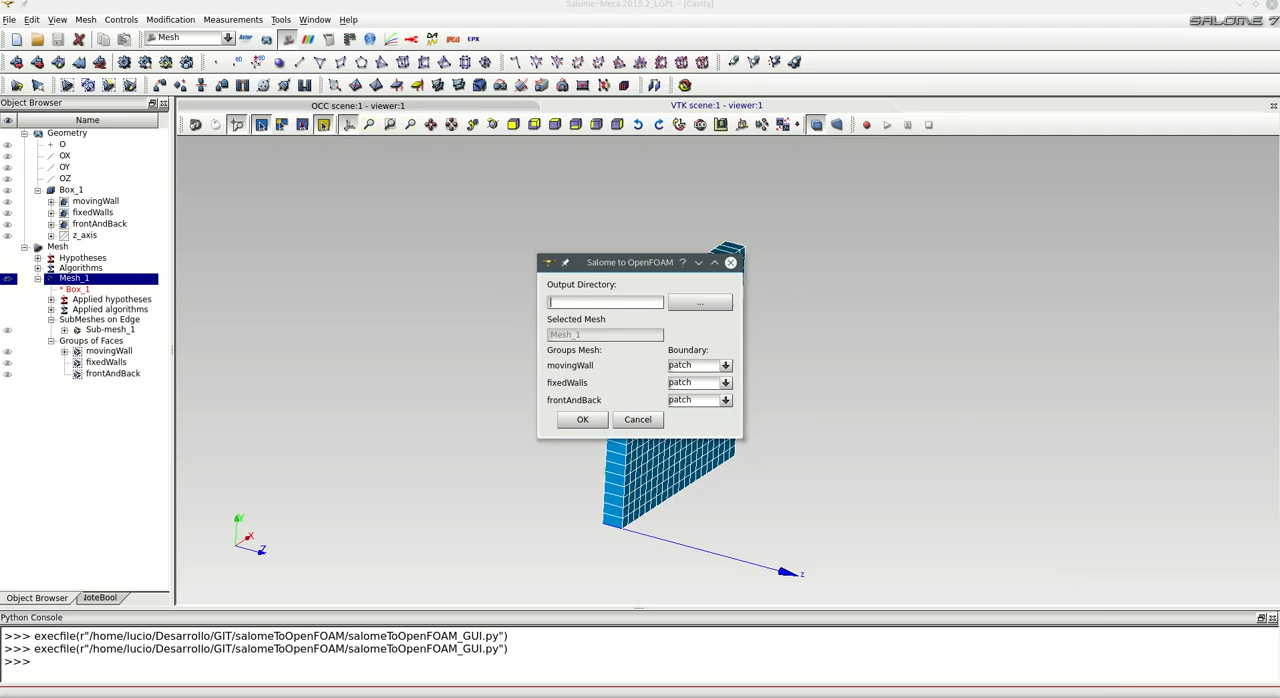 Salome-Meca 2015.2_LGPL - [Cavity]
File Edit View Mesh Controls Modification Measurements Tools Window Help
SALOME 7
Mesh
Aster
EPX
Object Browser
OCC scene:1 - viewer:1
VTK scene:1 - viewer:1
Name
Geometry
O
OX
OY
OZ
Box_1
movingWall
fixedWalls
frontAndBack
z_axis
Mesh
Hypotheses
Algorithms
Mesh_1
* Box_1
Applied hypotheses
Applied algorithms
SubMeshes on Edge
Sub-mesh_1
Groups of Faces
movingWall
fixedWalls
frontAndBack
Salome to OpenFOAM
Output Directory:
...
Selected Mesh
Mesh_1
Groups Mesh: Boundary:
movingWall patch
fixedWalls patch
frontAndBack patch
OK Cancel
Y
X
Z
z
Object Browser NoteBool
Python Console
>>> execfile(r"/home/lucio/Desarrollo/GIT/salomeToOpenFOAM/salomeToOpenFOAM_GUI.py")
>>> execfile(r"/home/lucio/Desarrollo/GIT/salomeToOpenFOAM/salomeToOpenFOAM_GUI.py")
>>>